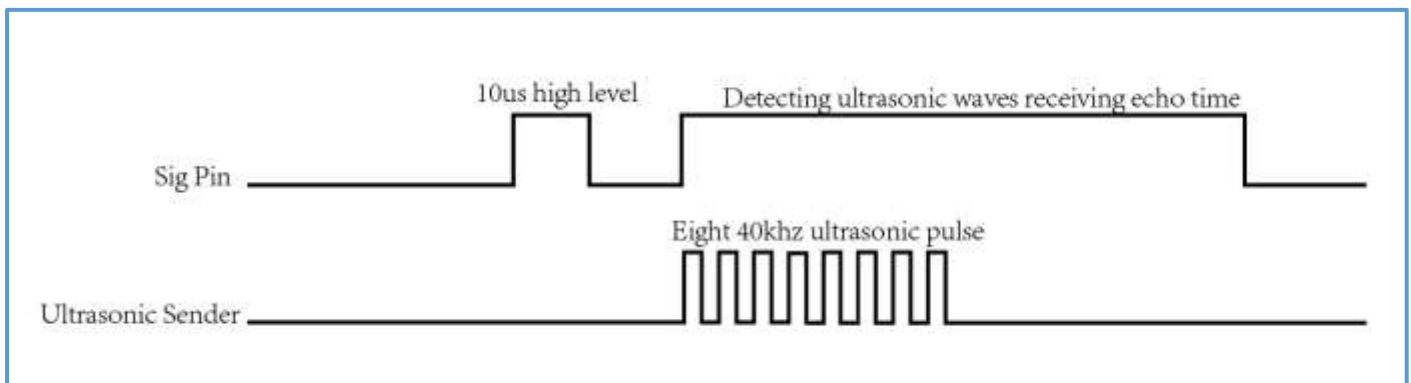 10us high level
Detecting ultrasonic waves receiving echo time
Sig Pin
Eight 40khz ultrasonic pulse
Ultrasonic Sender